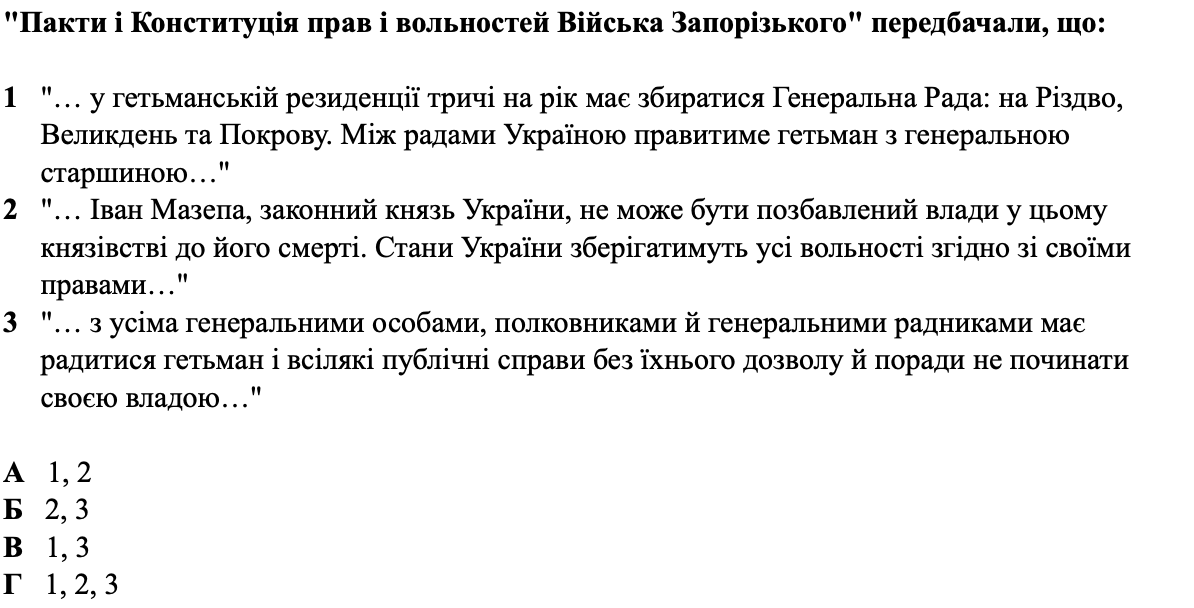 "Пакти і Конституція прав і вольностей Війська Запорізького" передбачали, що:
1 "… у гетьманській резиденції тричі на рік має збиратися Генеральна Рада: на Різдво,
Великдень та Покрову. Між радами Україною правитиме гетьман з генеральною
старшиною…"
2 "… Іван Мазепа, законний князь України, не може бути позбавлений влади у цьому
князівстві до його смерті. Стани України зберігатимуть усі вольності згідно зі своїми
правами…"
3 "… з усіма генеральними особами, полковниками й генеральними радниками має
радитися гетьман і всілякі публічні справи без їхнього дозволу й поради не починати
своєю владою…"
А 1, 2
Б 2, 3
В 1, 3
Г 1, 2, 3